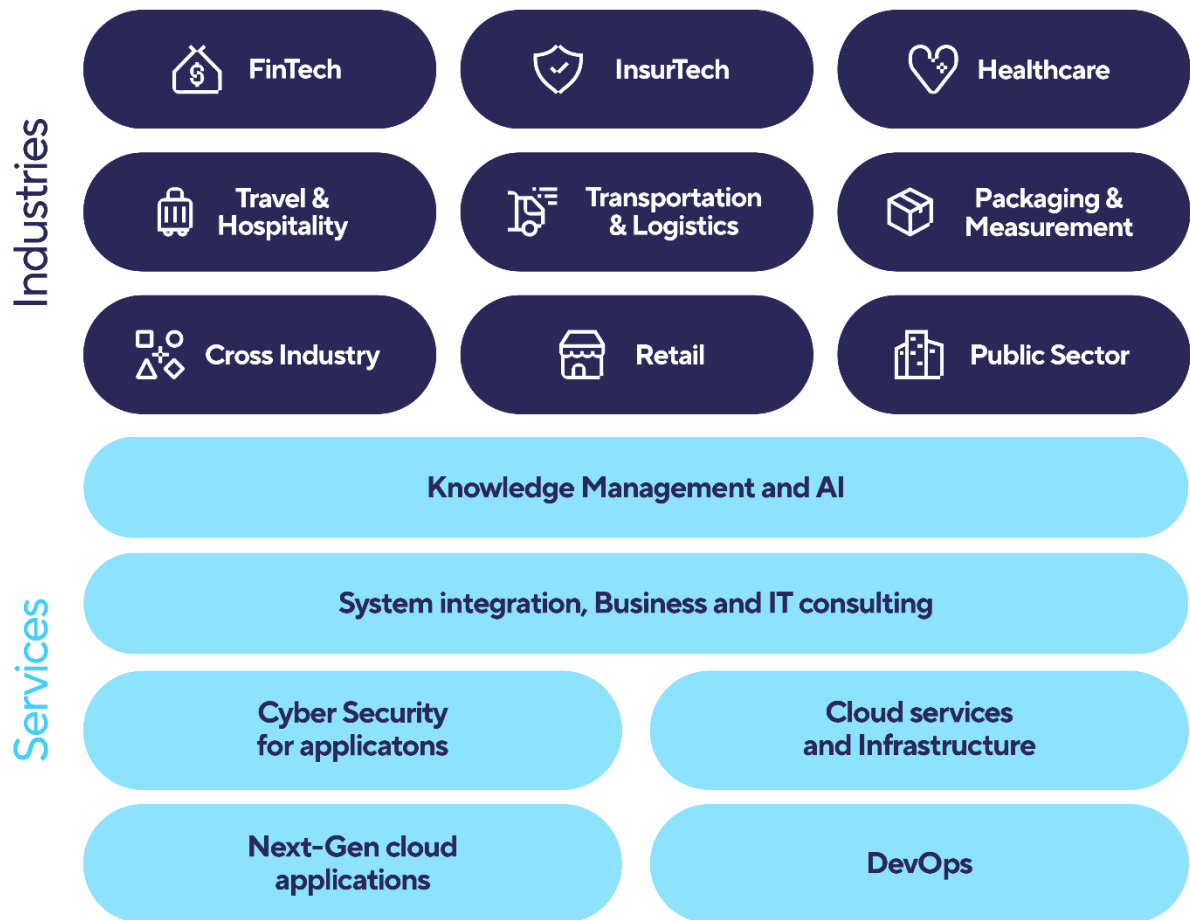 Industries
FinTech
InsurTech
Healthcare
Travel &
Hospitality
Transportation
& Logistics
Packaging &
Measurement
Cross Industry
Retail
Public Sector
Services
Knowledge Management and AI
System integration, Business and IT consulting
Cyber Security
for applicatons
Cloud services
and Infrastructure
Next-Gen cloud
applications
DevOps